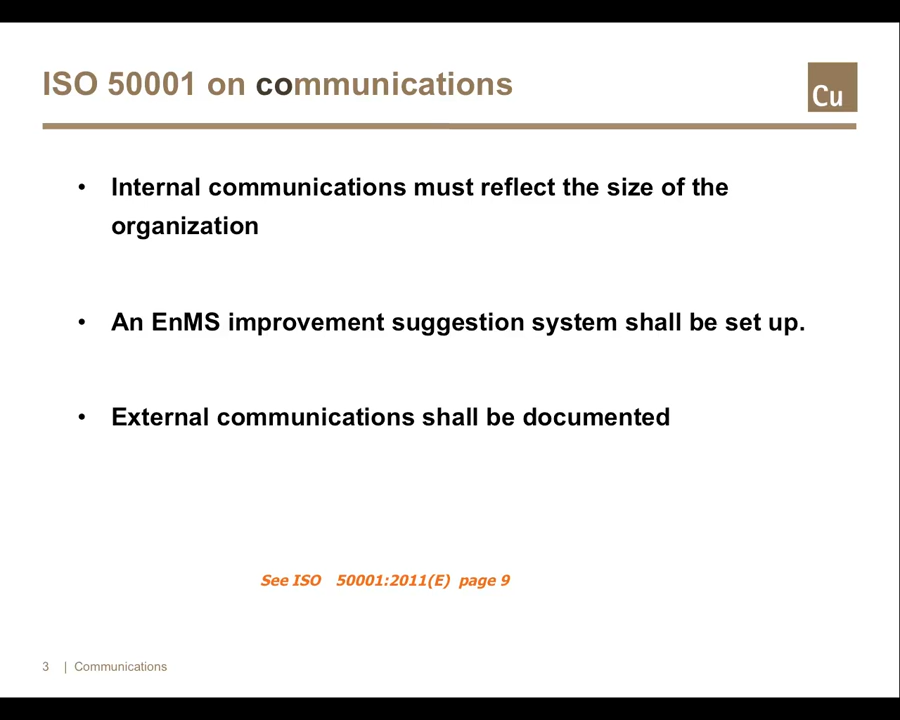 ISO 50001 on communications
Cu
• Internal communications must reflect the size of the
organization
• An EnMS improvement suggestion system shall be set up.
• External communications shall be documented
See ISO 50001:2011(E) page 9
3 | Communications